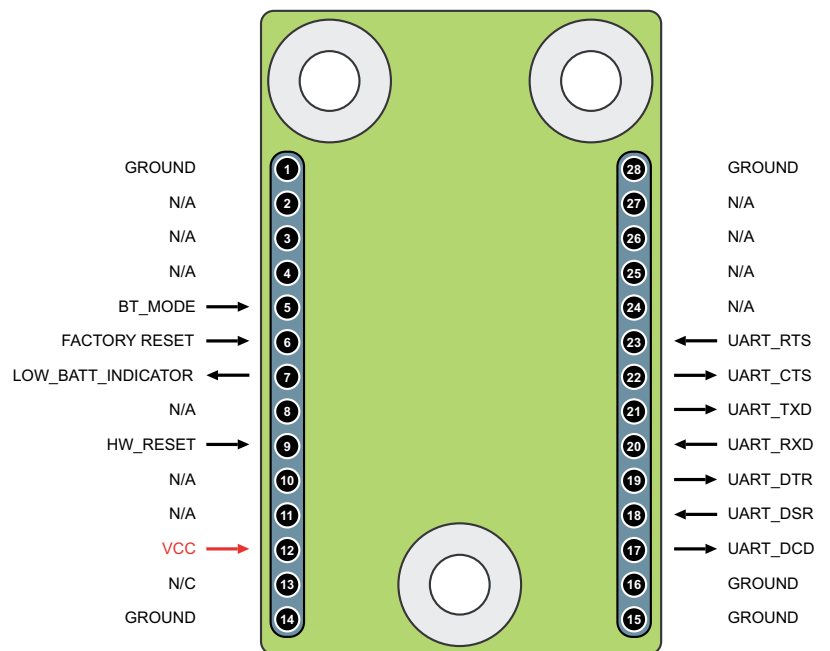 GROUND 1 28 GROUND
N/A 2 27 N/A
N/A 3 26 N/A
N/A 4 25 N/A
BT_MODE 5 24 N/A
FACTORY RESET 6 23 UART_RTS
LOW_BATT_INDICATOR 7 22 UART_CTS
N/A 8 21 UART_TXD
HW_RESET 9 20 UART_RXD
N/A 10 19 UART_DTR
N/A 11 18 UART_DSR
VCC 12 17 UART_DCD
N/C 13 16 GROUND
GROUND 14 15 GROUND